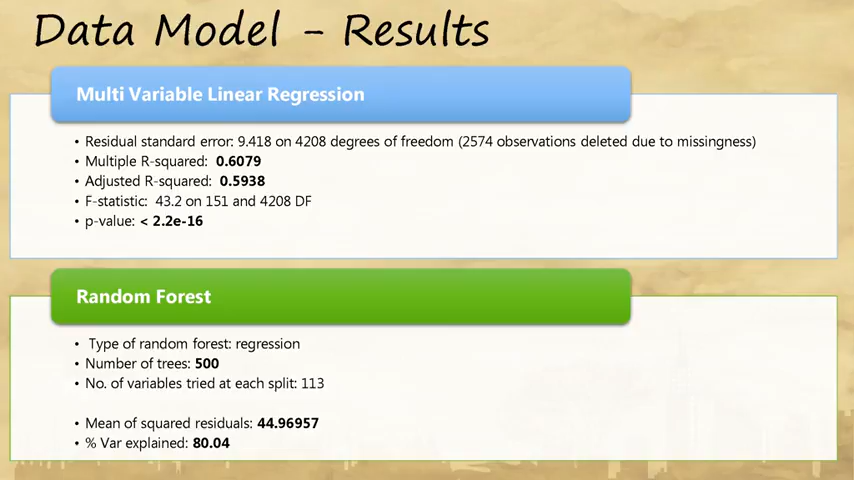 Data Model - Results
Multi Variable Linear Regression
• Residual standard error: 9.418 on 4208 degrees of freedom (2574 observations deleted due to missingness)
• Multiple R-squared: 0.6079
• Adjusted R-squared: 0.5938
• F-statistic: 43.2 on 151 and 4208 DF
• p-value: < 2.2e-16
Random Forest
• Type of random forest: regression
• Number of trees: 500
• No. of variables tried at each split: 113
• Mean of squared residuals: 44.96957
• % Var explained: 80.04